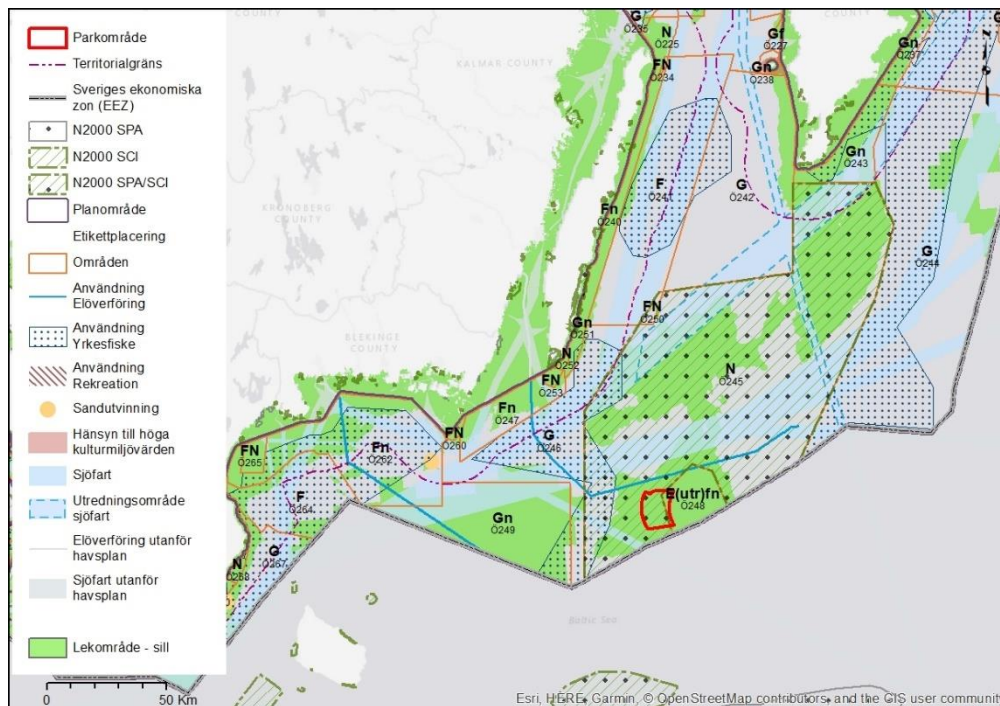 Parkområde
Territorialgräns
Sveriges ekonomiska
zon (EEZ)
N2000 SPA
N2000 SCI
N2000 SPA/SCI
Planområde
Etikettplacering
Områden
Användning
Elöverföring
Användning
Yrkesfiske
Användning
Rekreation
Sandutvinning
Hänsyn till höga
kulturmiljövärden
Sjöfart
Utredningsområde
sjöfart
Elöverföring utanför
havsplan
Sjöfart utanför
havsplan
Lekområde - sill
0 50 Km
COUNTY
KALMAR COUNTY
KRONOBERG
COUNTY
BLEKINGE
COUNTY
COUNTY
G
Ö235
N
Ö225
FN
Ö234
Gf
Ö227
Gn
Ö238
Gn
Ö237
Gn
Ö243
F
Ö241
G
Ö242
Fn
Ö240
G
Ö244
FN
Ö250
Gn
Ö251
N
Ö252
FN
Ö253
N
Ö245
Fn
Ö247
G
Ö246
FN
Ö260
Fn
Ö262
FN
Ö265
F
Ö264
G
Ö267
N
Ö268
Gn
Ö249
E(utr)fn
Ö248
Baltic Sea
Esri, HERE, Garmin, © OpenStreetMap contributors, and the GIS user community